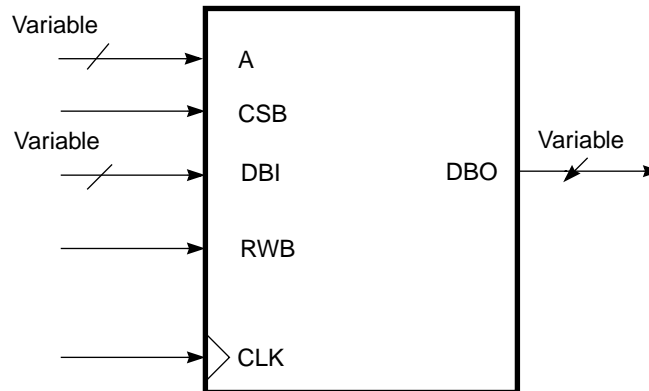 Variable
A
CSB
Variable
DBI
Variable
DBO
RWB
CLK